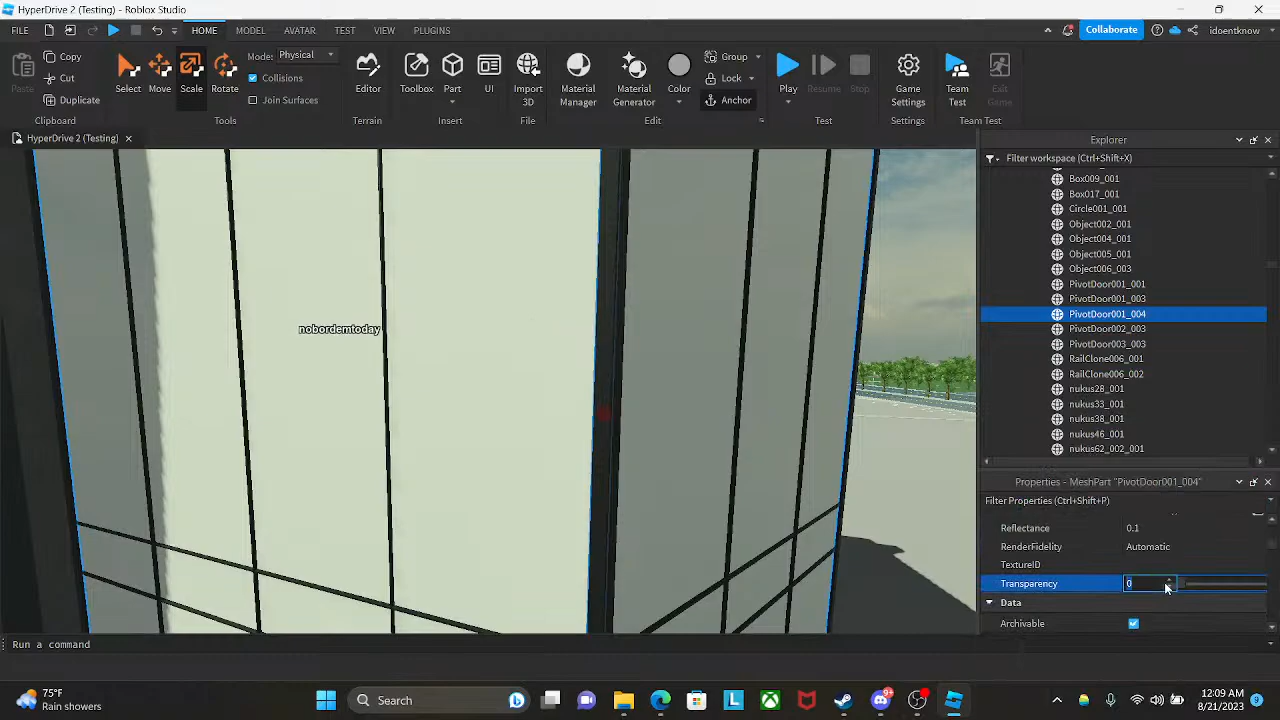 HyperDrive 2 (Testing) - Roblox Studio
FILE HOME MODEL AVATAR TEST VIEW PLUGINS Collaborate idoentknow
Paste Copy Cut Duplicate Select Move Scale Rotate Mode: Physical Collisions Join Surfaces Editor Toolbox Part UI Import 3D Material Manager Material Generator Color Group Lock Anchor Play Resume Stop Game Settings Team Test Exit Game
Clipboard Tools Terrain Insert File Edit Test Settings Team Test
HyperDrive 2 (Testing)
Explorer
Filter workspace (Ctrl+Shift+X)
Box009_001
Box017_001
Circle001_001
Object002_001
Object004_001
Object005_001
Object006_003
PivotDoor001_001
PivotDoor001_003
PivotDoor001_004
PivotDoor002_003
PivotDoor003_003
RailClone006_001
RailClone006_002
nukus28_001
nukus33_001
nukus38_001
nukus46_001
nukus62_002_001
nobordemtoday
Properties - MeshPart "PivotDoor001_004"
Filter Properties (Ctrl+Shift+P)
Reflectance 0.1
RenderFidelity Automatic
TextureID
Transparency 0
Data
Archivable
Run a command
75°F
Rain showers
Search
9+
12:09 AM
8/21/2023
9